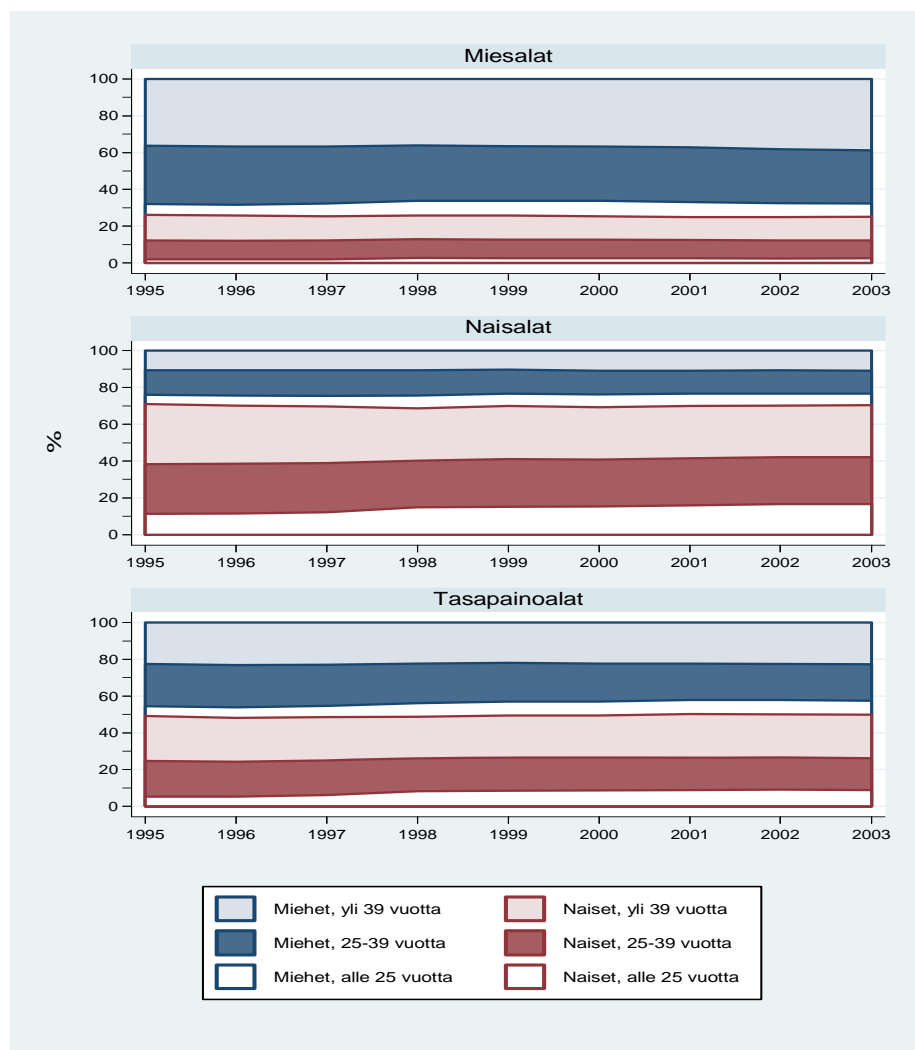 Miesalat
100
80
60
40
20
0
1995 1996 1997 1998 1999 2000 2001 2002 2003
Naisalat
100
80
60
40
20
0
1995 1996 1997 1998 1999 2000 2001 2002 2003
%
Tasapainoalat
100
80
60
40
20
0
1995 1996 1997 1998 1999 2000 2001 2002 2003
Miehet, yli 39 vuotta Naiset, yli 39 vuotta
Miehet, 25-39 vuotta Naiset, 25-39 vuotta
Miehet, alle 25 vuotta Naiset, alle 25 vuotta